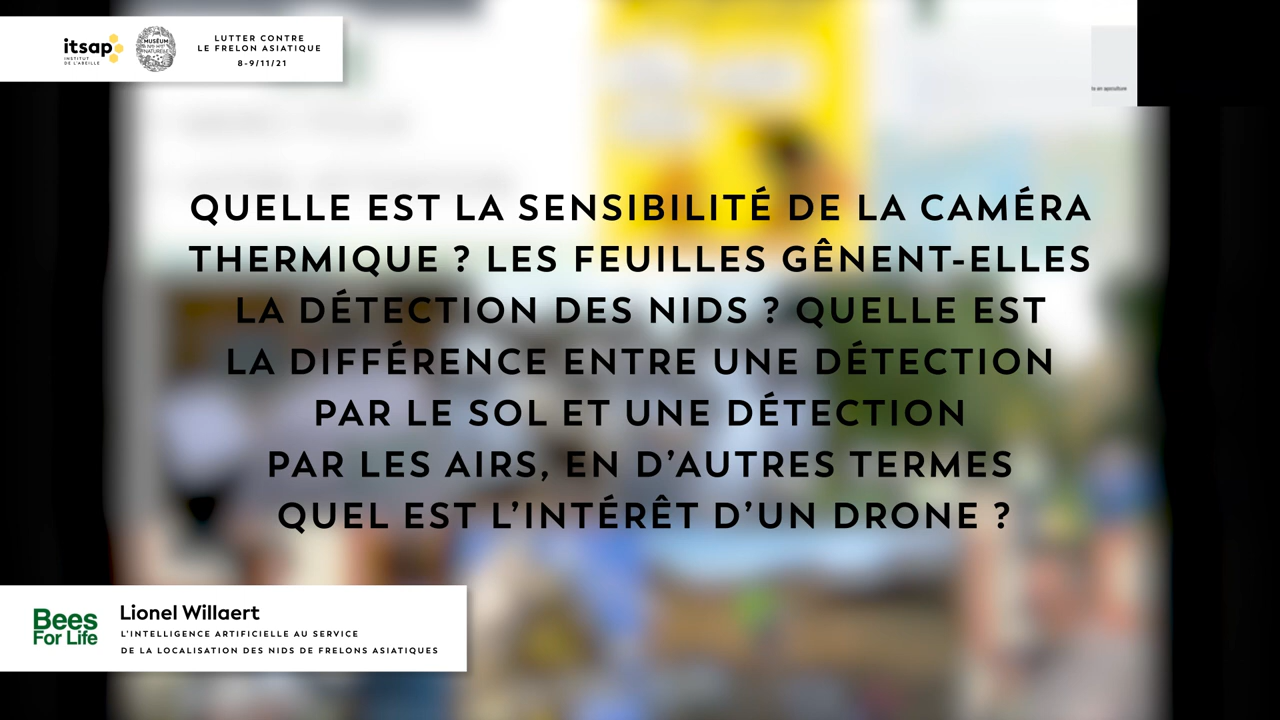 itsap
INSTITUT
DE L'ABEILLE
MUSÉUM
LUTTER CONTRE
LE FRELON ASIATIQUE
8-9/11/21
QUELLE EST LA SENSIBILITÉ DE LA CAMÉRA
THERMIQUE ? LES FEUILLES GÊNENT-ELLES
LA DÉTECTION DES NIDS ? QUELLE EST
LA DIFFÉRENCE ENTRE UNE DÉTECTION
PAR LE SOL ET UNE DÉTECTION
PAR LES AIRS, EN D’AUTRES TERMES
QUEL EST L’INTÉRÊT D’UN DRONE ?
Bees
For Life
Lionel Willaert
L'INTELLIGENCE ARTIFICIELLE AU SERVICE
DE LA LOCALISATION DES NIDS DE FRELONS ASIATIQUES